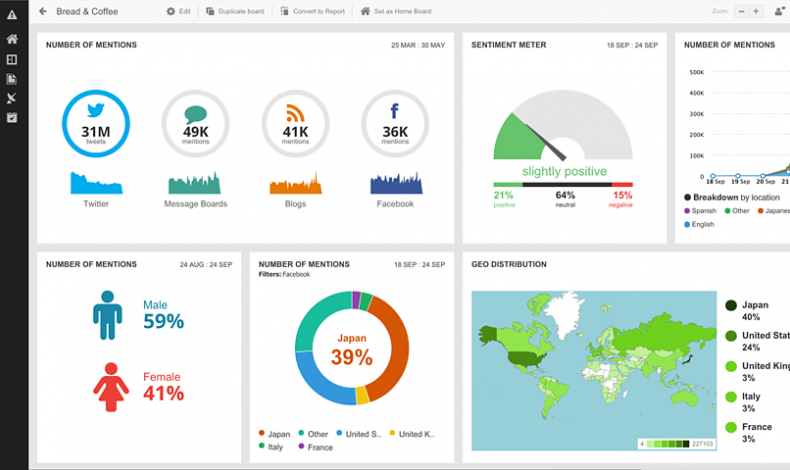 Bread & Coffee
Edit
Duplicate board
Convert to Report
Set as Home Board
Zoom:
NUMBER OF MENTIONS
25 MAR : 30 MAY
31M
tweets
49K
mentions
41K
mentions
36K
mentions
Twitter
Message Boards
Blogs
Facebook
SENTIMENT METER
18 SEP : 24 SEP
slightly positive
21%
positive
64%
neutral
15%
negative
NUMBER OF MENTIONS
500K
400K
300K
200K
100K
0
18 Sep 19 Sep 20 Sep 21
Breakdown by location
Spanish Other Japanes
English
NUMBER OF MENTIONS
24 AUG : 24 SEP
Male
59%
Female
41%
NUMBER OF MENTIONS
18 SEP : 24 SEP
Filters: Facebook
Japan
39%
Japan Other United S.. United K..
Italy France
GEO DISTRIBUTION
4 227103
Japan
40%
United Stat
24%
United King
3%
Italy
3%
France
3%